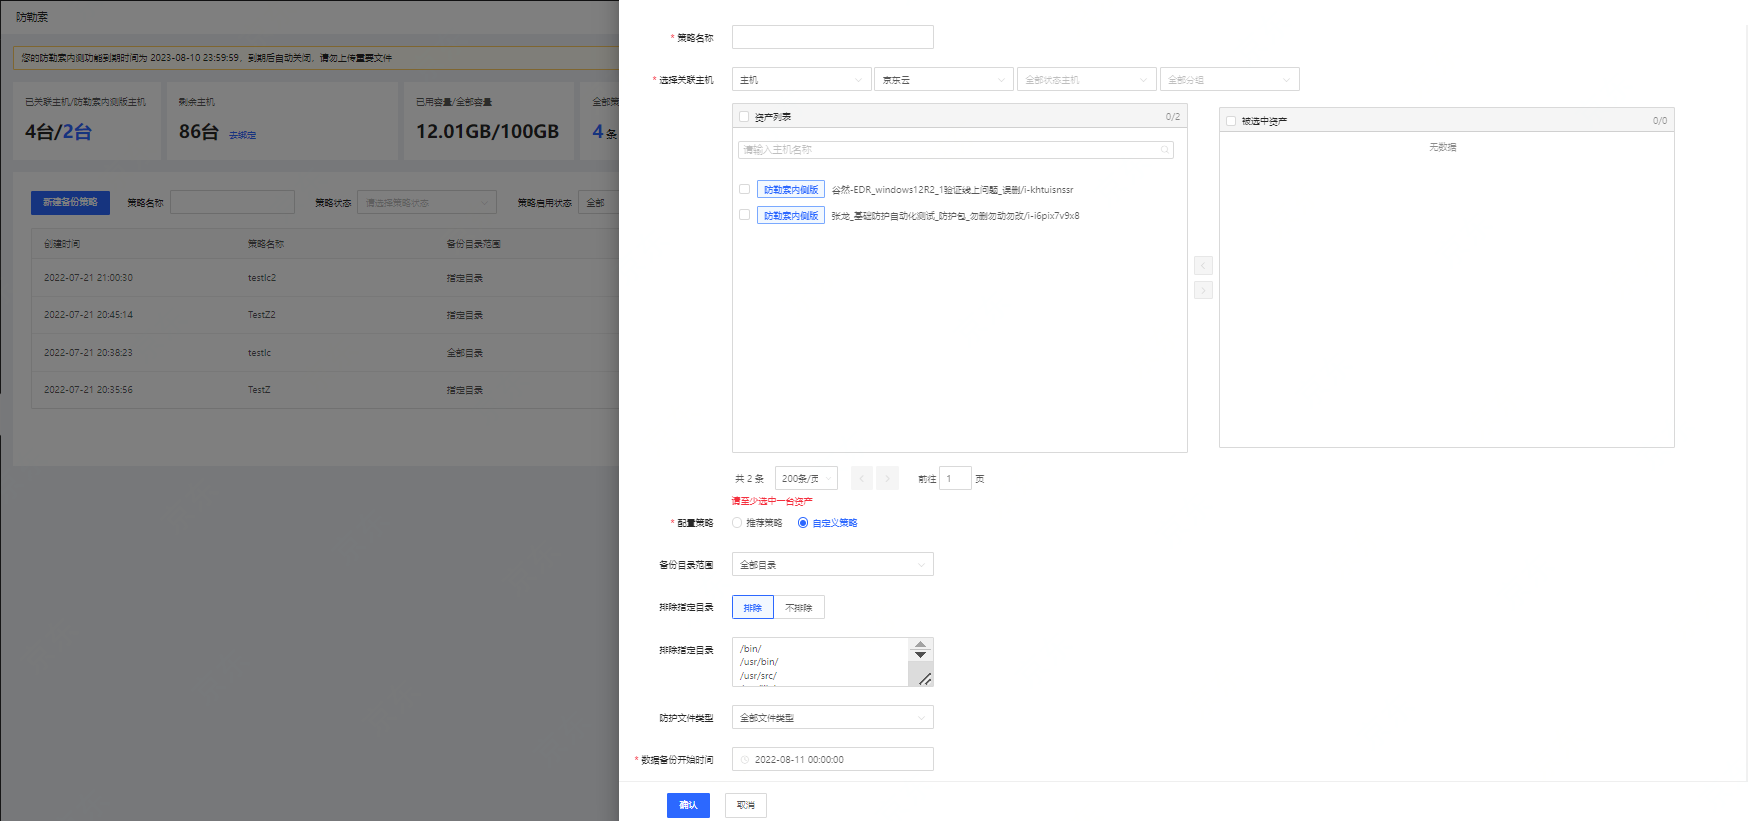 防勒索
您的防勒索内测功能到期时间为 2023-08-10 23:59:59，到期后自动关闭，请勿上传重要文件
已关联主机/防勒索内测版主机
4台/2台
剩余主机
86台 去绑定
已用容量/全部容量
12.01GB/100GB
全部策
4 条
新建备份策略
策略名称
策略状态 请选择策略状态
策略启用状态 全部
创建时间 策略名称 备份目录范围
2022-07-21 21:00:30 testlc2 指定目录
2022-07-21 20:45:14 TestZ2 指定目录
2022-07-21 20:38:23 testlc 全部目录
2022-07-21 20:35:56 TestZ 指定目录
* 策略名称
* 选择关联主机 主机 京东云 全部状态主机 全部分组
资产列表 0/2
请输入主机名称
防勒索内侧版 谷然-EDR_windows12R2_1验证线上问题_误删/i-khtuisnssr
防勒索内侧版 张龙_基础防护自动化测试_防护包_勿删勿动勿改/i-i6pix7v9x8
被选中资产 0/0
无数据
共 2 条 200条/页 前往 1 页
请至少选中一台资产
* 配置策略 推荐策略 自定义策略
备份目录范围 全部目录
排除指定目录 排除 不排除
排除指定目录 /bin/
/usr/bin/
/usr/src/
防护文件类型 全部文件类型
* 数据备份开始时间 2022-08-11 00:00:00
确认 取消